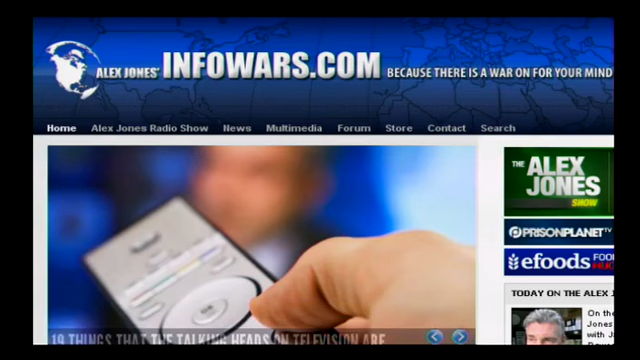 ALEX JONES' INFOWARS.COM BECAUSE THERE IS A WAR ON FOR YOUR MIND
Home Alex Jones Radio Show News Multimedia Forum Store Contact Search
THE ALEX JONES SHOW
PRISONPLANET TV
efoods FOOD
TODAY ON THE ALEX J
On the
Jones
with J
19 THINGS THAT THE TALKING HEADS ON TELEVISION ARE